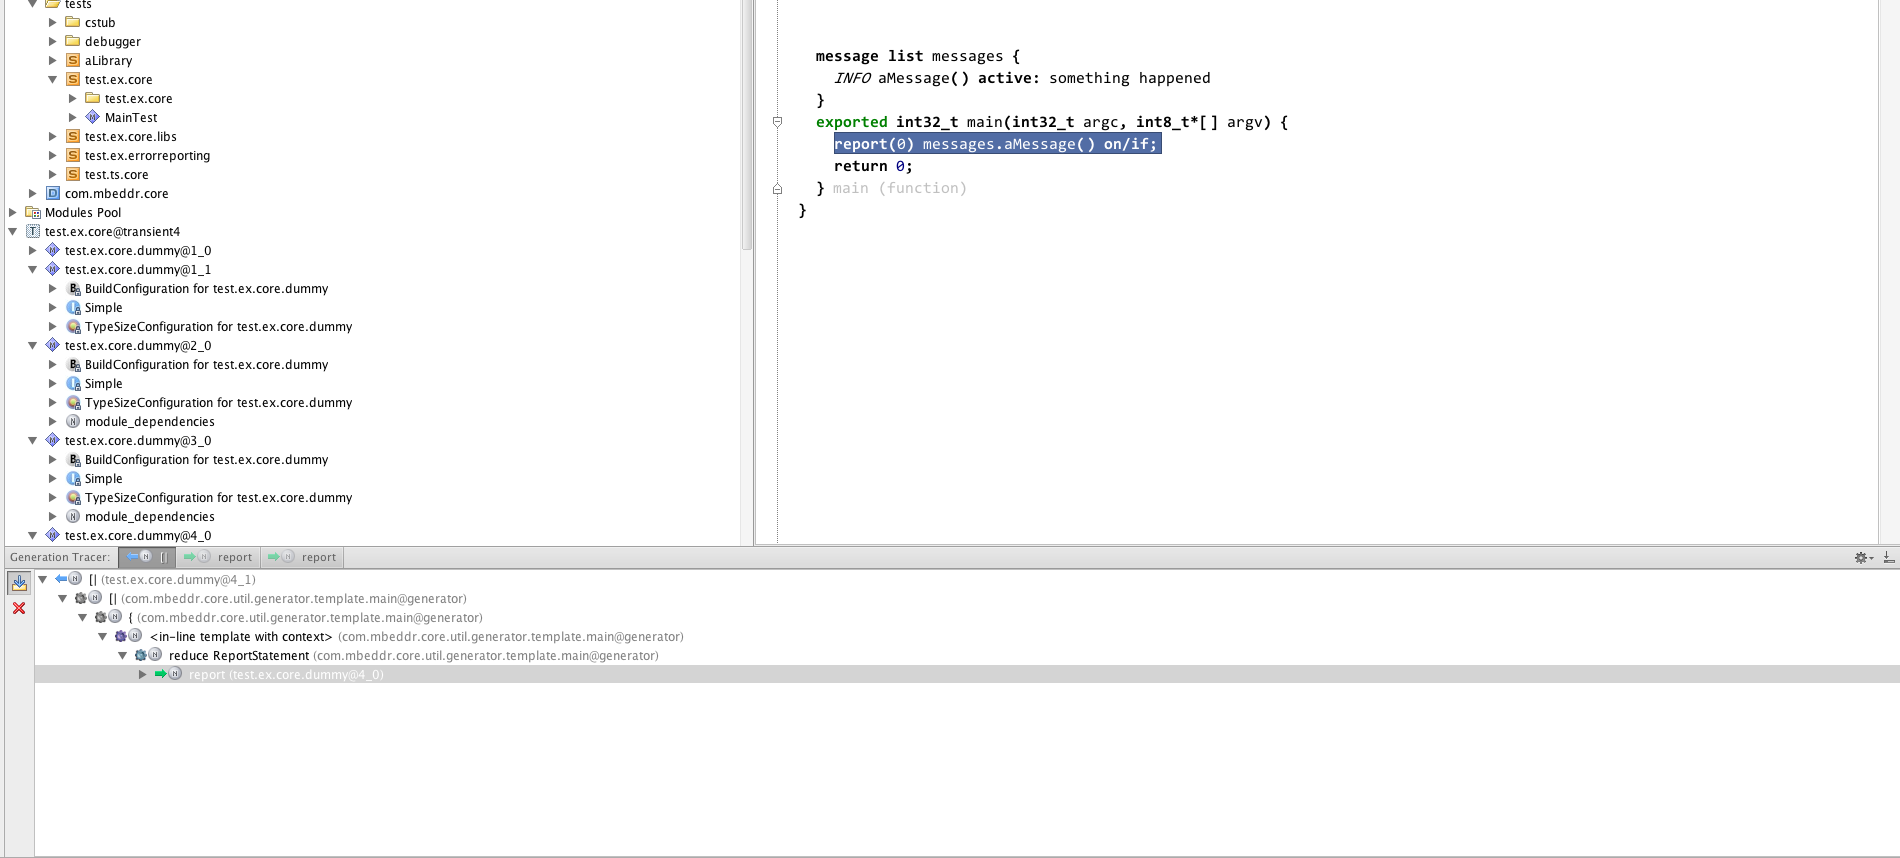 tests
cstub
debugger
aLibrary
test.ex.core
test.ex.core
MainTest
test.ex.core.libs
test.ex.errorreporting
test.ts.core
com.mbeddr.core
Modules Pool
test.ex.core@transient4
test.ex.core.dummy@1_0
test.ex.core.dummy@1_1
BuildConfiguration for test.ex.core.dummy
Simple
TypeSizeConfiguration for test.ex.core.dummy
test.ex.core.dummy@2_0
BuildConfiguration for test.ex.core.dummy
Simple
TypeSizeConfiguration for test.ex.core.dummy
module_dependencies
test.ex.core.dummy@3_0
BuildConfiguration for test.ex.core.dummy
Simple
TypeSizeConfiguration for test.ex.core.dummy
module_dependencies
test.ex.core.dummy@4_0
message list messages {
INFO aMessage() active: something happened
}
exported int32_t main(int32_t argc, int8_t*[] argv) {
report(0) messages.aMessage() on/if;
return 0;
} main (function)
}
Generation Tracer: [| report report
[| (test.ex.core.dummy@4_1)
[| (com.mbeddr.core.util.generator.template.main@generator)
{ (com.mbeddr.core.util.generator.template.main@generator)
<in-line template with context> (com.mbeddr.core.util.generator.template.main@generator)
reduce ReportStatement (com.mbeddr.core.util.generator.template.main@generator)
report (test.ex.core.dummy@4_0)